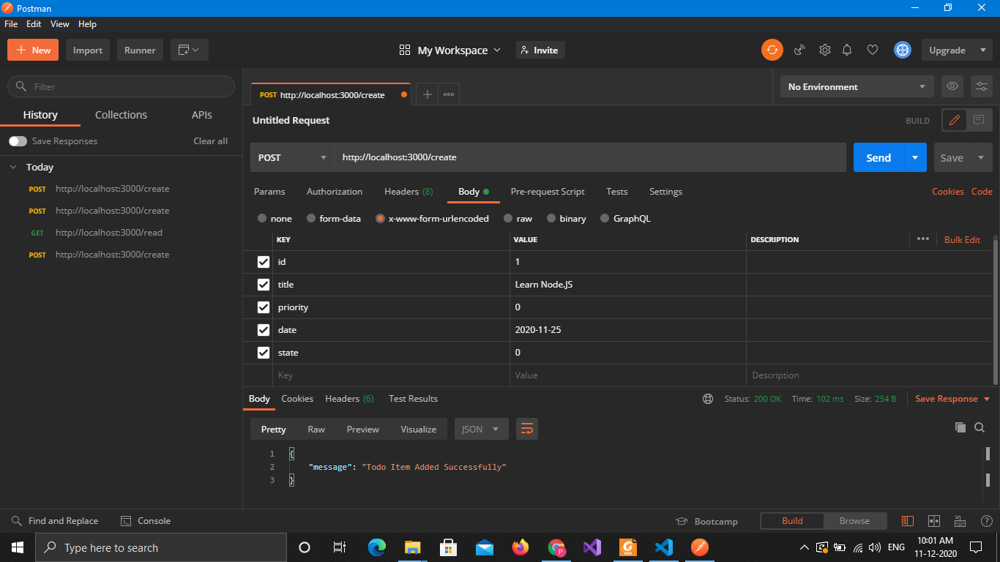 Postman
File Edit View Help
New Import Runner My Workspace Invite Upgrade
Filter
History Collections APIs
Save Responses Clear all
Today
POST http://localhost:3000/create
POST http://localhost:3000/create
GET http://localhost:3000/read
POST http://localhost:3000/create
POST http://localhost:3000/create
No Environment
Untitled Request BUILD
POST http://localhost:3000/create Send Save
Params Authorization Headers (8) Body Pre-request Script Tests Settings Cookies Code
none form-data x-www-form-urlencoded raw binary GraphQL
KEY VALUE DESCRIPTION Bulk Edit
id 1
title Learn Node.JS
priority 0
date 2020-11-25
state 0
Key Value Description
Body Cookies Headers (6) Test Results Status: 200 OK Time: 102 ms Size: 254 B Save Response
Pretty Raw Preview Visualize JSON
1 {
2 "message": "Todo Item Added Successfully"
3 }
Find and Replace Console Bootcamp Build Browse
Type here to search
P
PDF
ENG
10:01 AM
11-12-2020